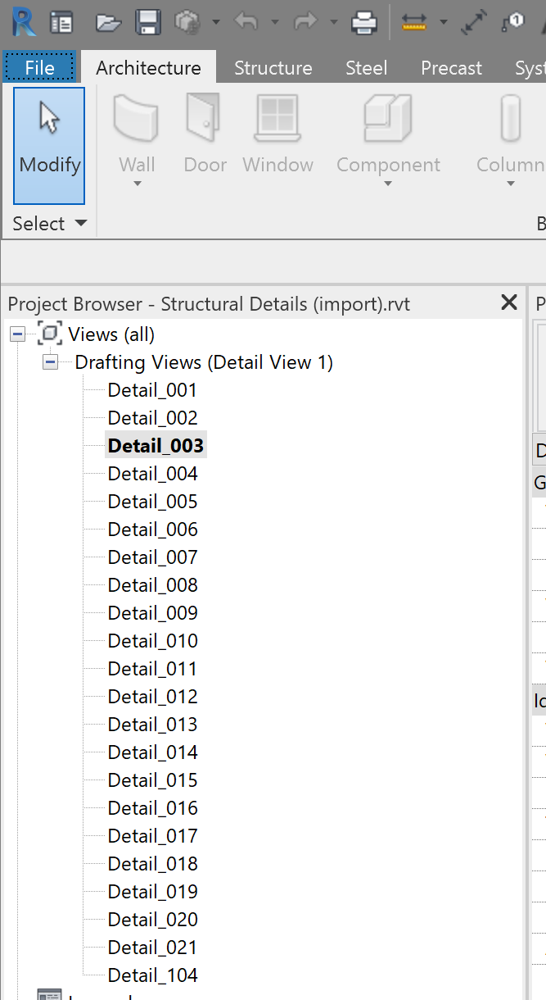 R
1
File Architecture Structure Steel Precast Syst
Modify Wall Door Window Component Column
Select B
Project Browser - Structural Details (import).rvt P
Views (all)
Drafting Views (Detail View 1)
Detail_001
Detail_002
Detail_003
Detail_004 D
Detail_005 G
Detail_006
Detail_007
Detail_008
Detail_009
Detail_010
Detail_011
Detail_012 Id
Detail_013
Detail_014
Detail_015
Detail_016
Detail_017
Detail_018
Detail_019
Detail_020
Detail_021
Detail_104